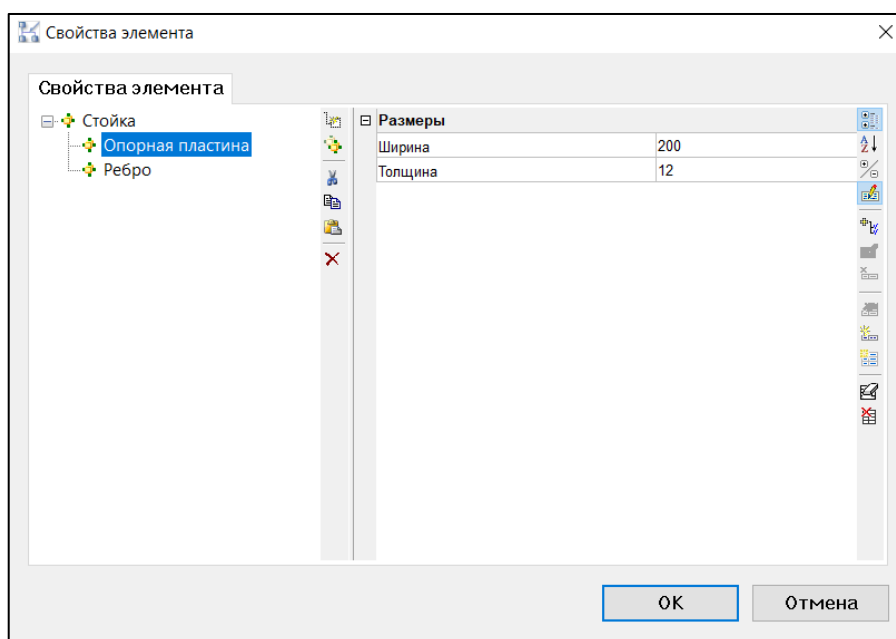 Свойства элемента
Свойства элемента
Стойка
Опорная пластина
Ребро
Размеры
Ширина 200
Толщина 12
OK Отмена